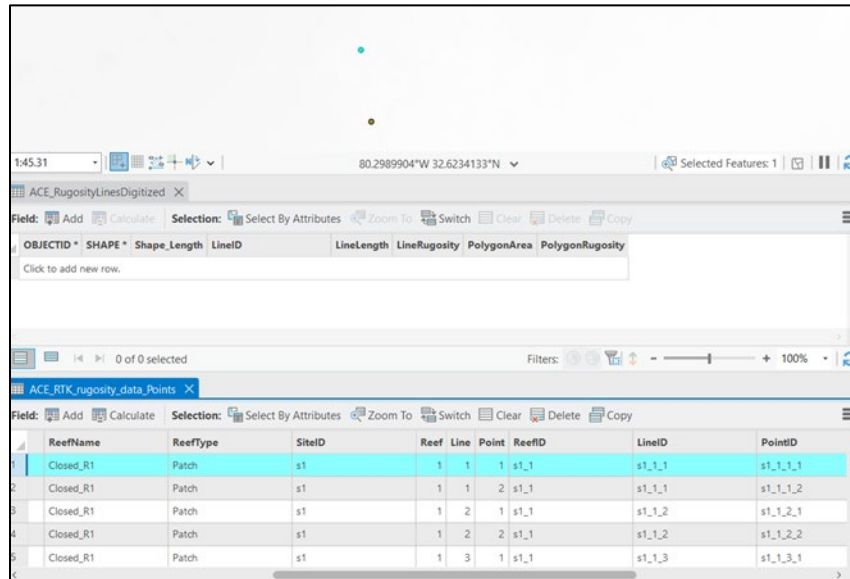 1:45.31 80.2989904°W 32.6234133°N Selected Features: 1
ACE_RugosityLinesDigitized
Field: Add Calculate Selection: Select By Attributes Zoom To Switch Clear Delete Copy
OBJECTID * SHAPE * Shape_Length LineID LineLength LineRugosity PolygonArea PolygonRugosity
Click to add new row.
0 of 0 selected Filters: - + 100%
ACE_RTK_rugosity_data_Points
Field: Add Calculate Selection: Select By Attributes Zoom To Switch Clear Delete Copy
ReefName ReefType SiteID Reef Line Point ReefID LineID PointID
1 Closed_R1 Patch s1 1 1 1 s1_1 s1_1_1 s1_1_1_1
2 Closed_R1 Patch s1 1 1 2 s1_1 s1_1_1 s1_1_1_2
3 Closed_R1 Patch s1 1 2 1 s1_1 s1_1_2 s1_1_2_1
4 Closed_R1 Patch s1 1 2 2 s1_1 s1_1_2 s1_1_2_2
5 Closed_R1 Patch s1 1 3 1 s1_1 s1_1_3 s1_1_3_1